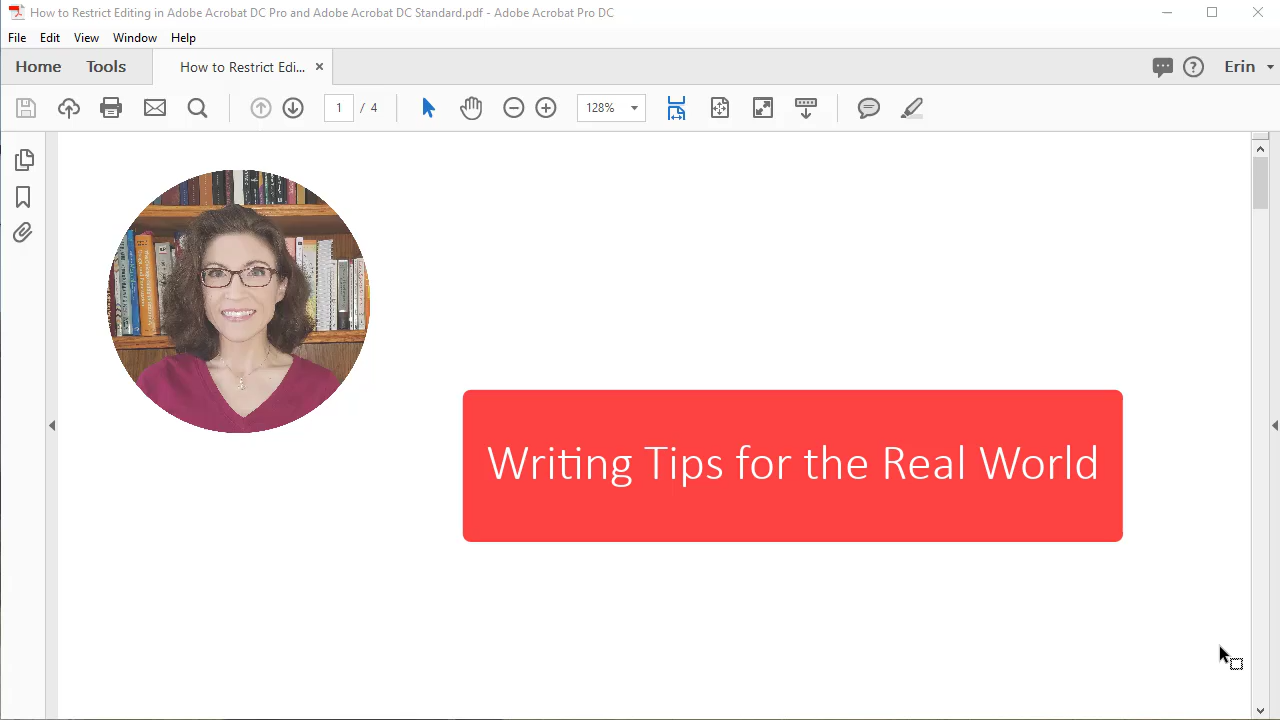 How to Restrict Editing in Adobe Acrobat DC Pro and Adobe Acrobat DC Standard.pdf - Adobe Acrobat Pro DC
File Edit View Window Help
Home Tools How to Restrict Edi... × Erin
1 / 4 128%
Writing Tips for the Real World